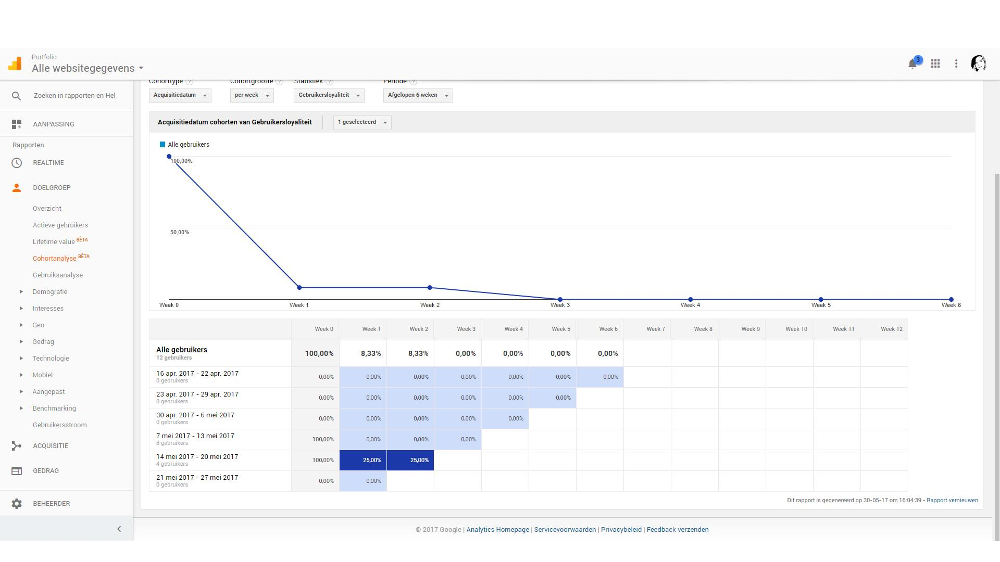 Portfolio
Alle websitegegevens
3
Zoeken in rapporten en Hel
AANPASSING
Rapporten
REALTIME
DOELGROEP
Overzicht
Actieve gebruikers
Lifetime value BÈTA
Cohortanalyse BÈTA
Gebruiksanalyse
Demografie
Interesses
Geo
Gedrag
Technologie
Mobiel
Aangepast
Benchmarking
Gebruikersstroom
ACQUISITIE
GEDRAG
BEHEERDER
Cohorttype ? Cohortgrootte ? Statistiek ? Periode ?
Acquisitiedatum per week Gebruikersloyaliteit Afgelopen 6 weken
Acquisitiedatum cohorten van Gebruikersloyaliteit 1 geselecteerd
Alle gebruikers
100,00%
50,00%
Week 0 Week 1 Week 2 Week 3 Week 4 Week 5 Week 6
Week 0 Week 1 Week 2 Week 3 Week 4 Week 5 Week 6 Week 7 Week 8 Week 9 Week 10 Week 11 Week 12
Alle gebruikers
12 gebruikers
100,00% 8,33% 8,33% 0,00% 0,00% 0,00% 0,00%
16 apr. 2017 - 22 apr. 2017
0 gebruikers
0,00% 0,00% 0,00% 0,00% 0,00% 0,00% 0,00%
23 apr. 2017 - 29 apr. 2017
0 gebruikers
0,00% 0,00% 0,00% 0,00% 0,00% 0,00%
30 apr. 2017 - 6 mei 2017
0 gebruikers
0,00% 0,00% 0,00% 0,00% 0,00%
7 mei 2017 - 13 mei 2017
8 gebruikers
100,00% 0,00% 0,00% 0,00%
14 mei 2017 - 20 mei 2017
4 gebruikers
100,00% 25,00% 25,00%
21 mei 2017 - 27 mei 2017
0 gebruikers
0,00% 0,00%
Dit rapport is gegenereerd op 30-05-17 om 16:04:39 - Rapport vernieuwen
© 2017 Google | Analytics Homepage | Servicevoorwaarden | Privacybeleid | Feedback verzenden